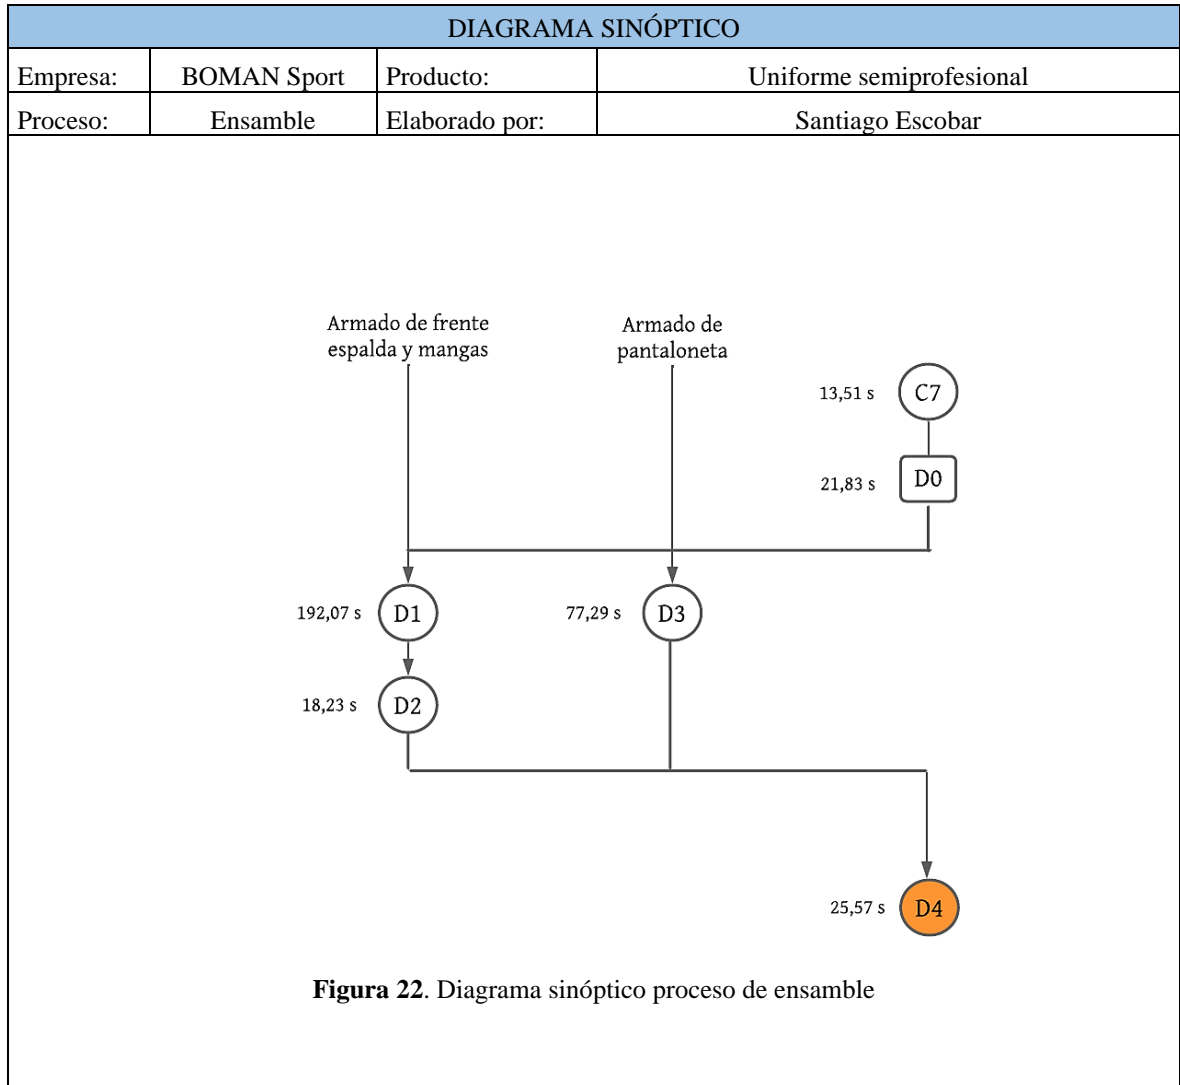 DIAGRAMA SINÓPTICO
Empresa: BOMAN Sport Producto: Uniforme semiprofesional
Proceso: Ensamble Elaborado por: Santiago Escobar
Armado de frente
espalda y mangas
Armado de
pantaloneta
13,51 s C7
21,83 s D0
192,07 s D1 77,29 s D3
18,23 s D2
25,57 s D4
Figura 22. Diagrama sinóptico proceso de ensamble